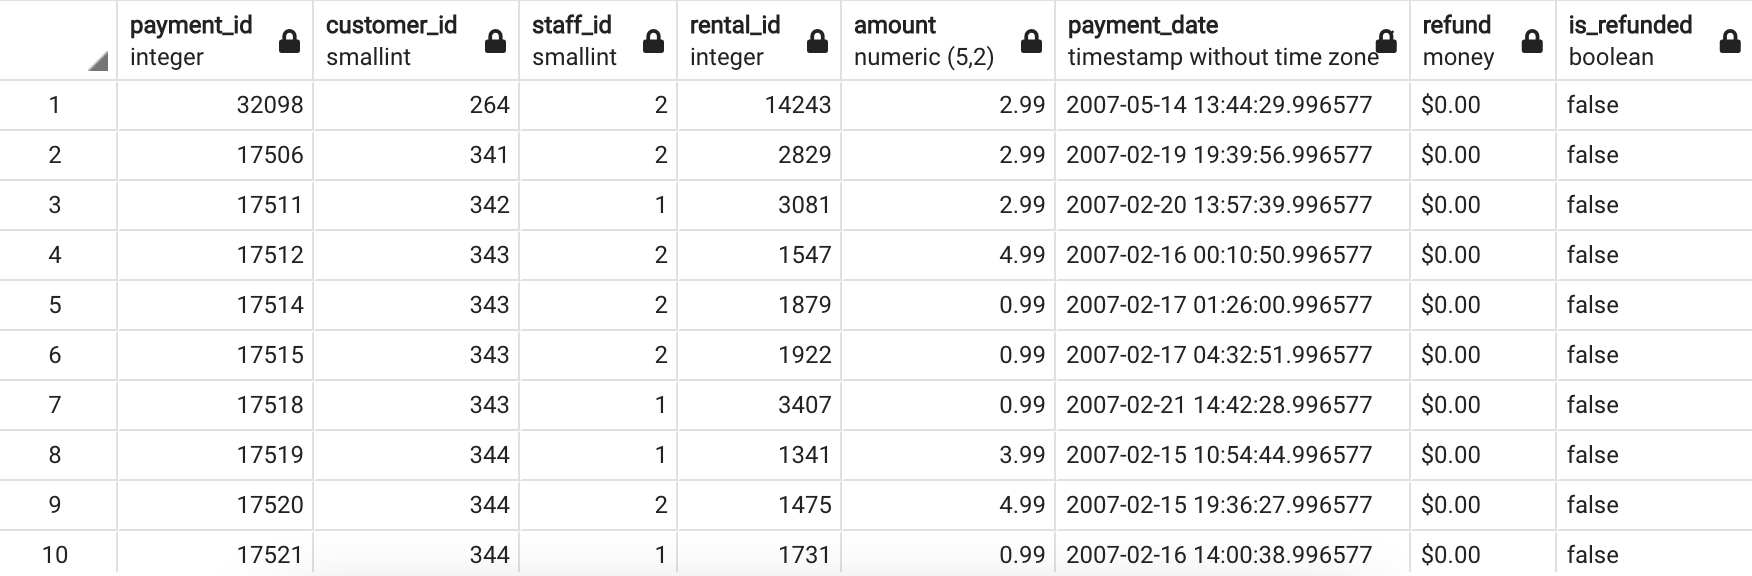 payment_id customer_id staff_id rental_id amount payment_date refund is_refunded
integer smallint smallint integer numeric (5,2) timestamp without time zone money boolean
1 32098 264 2 14243 2.99 2007-05-14 13:44:29.996577 $0.00 false
2 17506 341 2 2829 2.99 2007-02-19 19:39:56.996577 $0.00 false
3 17511 342 1 3081 2.99 2007-02-20 13:57:39.996577 $0.00 false
4 17512 343 2 1547 4.99 2007-02-16 00:10:50.996577 $0.00 false
5 17514 343 2 1879 0.99 2007-02-17 01:26:00.996577 $0.00 false
6 17515 343 2 1922 0.99 2007-02-17 04:32:51.996577 $0.00 false
7 17518 343 1 3407 0.99 2007-02-21 14:42:28.996577 $0.00 false
8 17519 344 1 1341 3.99 2007-02-15 10:54:44.996577 $0.00 false
9 17520 344 2 1475 4.99 2007-02-15 19:36:27.996577 $0.00 false
10 17521 344 1 1731 0.99 2007-02-16 14:00:38.996577 $0.00 false